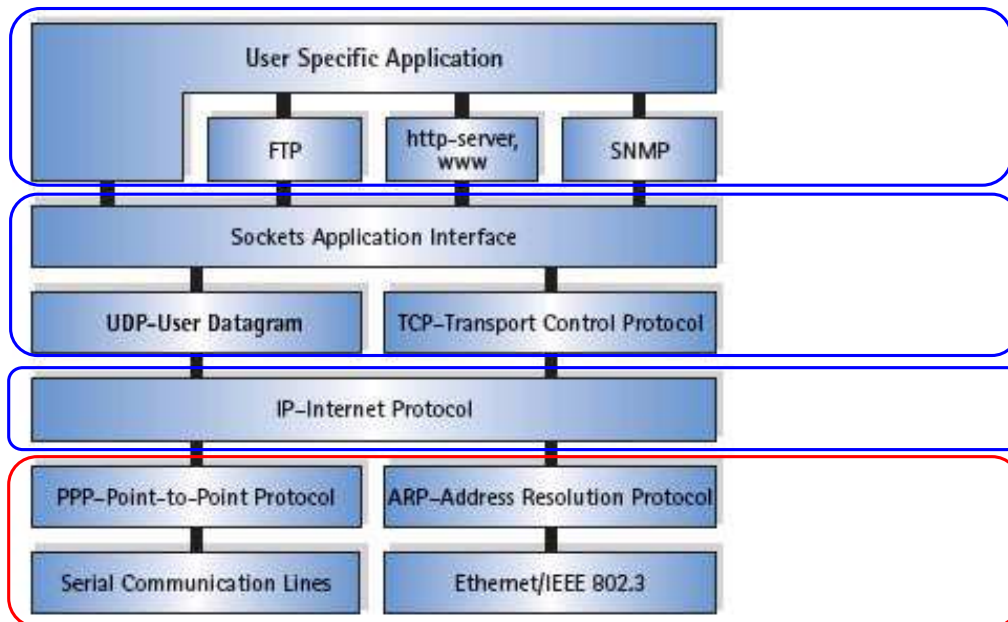 User Specific Application
FTP
http-server,
www
SNMP
Sockets Application Interface
UDP-User Datagram
TCP-Transport Control Protocol
IP-Internet Protocol
PPP-Point-to-Point Protocol
ARP-Address Resolution Protocol
Serial Communication Lines
Ethernet/IEEE 802.3